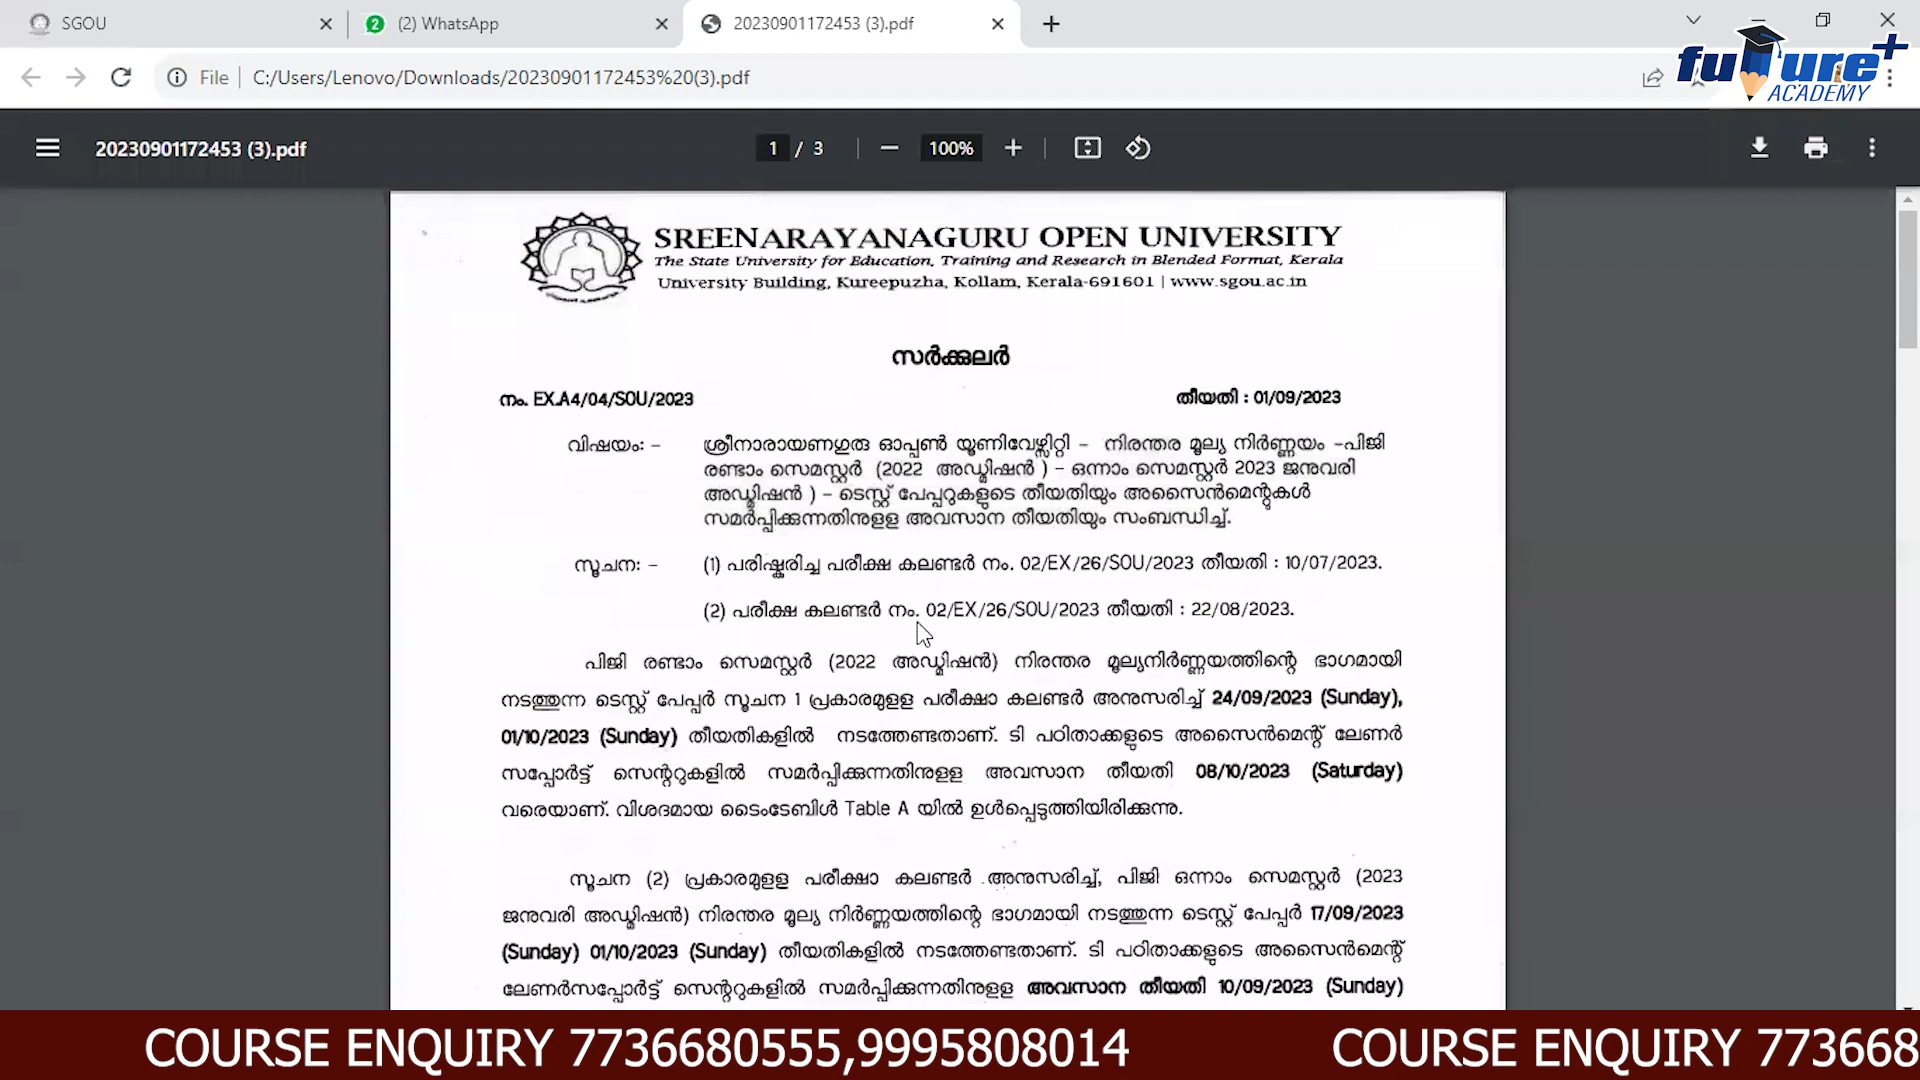 SGOU
(2) WhatsApp
20230901172453 (3).pdf
File
C:/Users/Lenovo/Downloads/20230901172453%20(3).pdf
future+
ACADEMY
20230901172453 (3).pdf
1 / 3
100%
SREENARAYANAGURU OPEN UNIVERSITY
The State University for Education, Training and Research in Blended Format, Kerala
University Building, Kureepuzha, Kollam, Kerala-691601 | www.sgou.ac.in
സർക്കുലർ
നം. EX.A4/04/SOU/2023 തീയതി : 01/09/2023
വിഷയം: – ശ്രീനാരായണഗുരു ഓപ്പൺ യൂണിവേഴ്സിറ്റി – നിരന്തര മൂല്യ നിർണ്ണയം –പിജി
രണ്ടാം സെമസ്റ്റർ (2022 അഡ്മിഷൻ ) – ഒന്നാം സെമസ്റ്റർ 2023 ജനുവരി
അഡ്മിഷൻ ) – ടെസ്റ്റ് പേപ്പറുകളുടെ തീയതിയും അസൈൻമെന്റുകൾ
സമർപ്പിക്കുന്നതിനുളള അവസാന തീയതിയും സംബന്ധിച്ച്.
സൂചന: – (1) പരിഷ്കരിച്ച പരീക്ഷ കലണ്ടർ നം. 02/EX/26/SOU/2023 തീയതി : 10/07/2023.
(2) പരീക്ഷ കലണ്ടർ നം. 02/EX/26/SOU/2023 തീയതി : 22/08/2023.
പിജി രണ്ടാം സെമസ്റ്റർ (2022 അഡ്മിഷൻ) നിരന്തര മൂല്യനിർണ്ണയത്തിന്റെ ഭാഗമായി
നടത്തുന്ന ടെസ്റ്റ് പേപ്പർ സൂചന 1 പ്രകാരമുളള പരീക്ഷാ കലണ്ടർ അനുസരിച്ച് 24/09/2023 (Sunday),
01/10/2023 (Sunday) തീയതികളിൽ നടത്തേണ്ടതാണ്. ടി പഠിതാക്കളുടെ അസൈൻമെന്റ് ലേണർ
സപ്പോർട്ട് സെന്ററുകളിൽ സമർപ്പിക്കുന്നതിനുളള അവസാന തീയതി 08/10/2023 (Saturday)
വരെയാണ്. വിശദമായ ടൈംടേബിൾ Table A യിൽ ഉൾപ്പെടുത്തിയിരിക്കുന്നു.
സൂചന (2) പ്രകാരമുളള പരീക്ഷാ കലണ്ടർ അനുസരിച്ച്, പിജി ഒന്നാം സെമസ്റ്റർ (2023
ജനുവരി അഡ്മിഷൻ) നിരന്തര മൂല്യ നിർണ്ണയത്തിന്റെ ഭാഗമായി നടത്തുന്ന ടെസ്റ്റ് പേപ്പർ 17/09/2023
(Sunday) 01/10/2023 (Sunday) തീയതികളിൽ നടത്തേണ്ടതാണ്. ടി പഠിതാക്കളുടെ അസൈൻമെന്റ്
ലേണർസപ്പോർട്ട് സെന്ററുകളിൽ സമർപ്പിക്കുന്നതിനുളള അവസാന തീയതി 10/09/2023 (Sunday)
COURSE ENQUIRY 7736680555,9995808014 COURSE ENQUIRY 773668